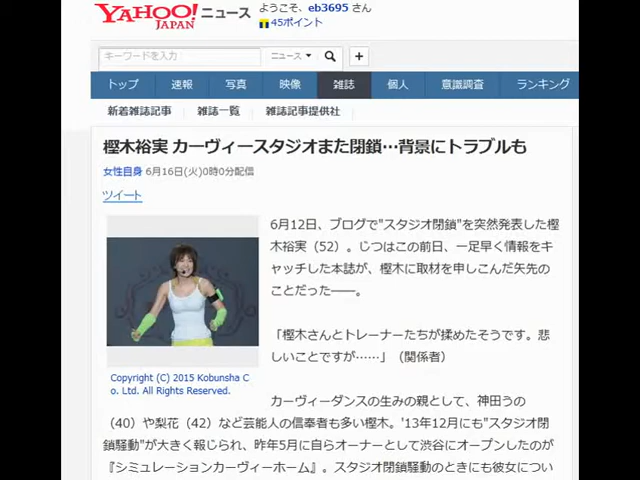 YAHOO! ニュース
JAPAN
ようこそ、eb3695 さん
45ポイント
キーワードを入力
ニュース
トップ 速報 写真 映像 雑誌 個人 意識調査 ランキング
新着雑誌記事 雑誌一覧 雑誌記事提供社
樫木裕実 カーヴィースタジオまた閉鎖…背景にトラブルも
女性自身 6月16日(火)0時0分配信
ツイート
6月12日、ブログで"スタジオ閉鎖"を突然発表した樫
木裕実（52）。じつはこの前日、一足早く情報をキ
ャッチした本誌が、樫木に取材を申しこんだ矢先の
ことだった――。
「樫木さんとトレーナーたちが揉めたそうです。悲
しいことですが……」（関係者）
Copyright (C) 2015 Kobunsha C
o. Ltd. All Rights Reserved.
カーヴィーダンスの生みの親として、神田うの
（40）や梨花（42）など芸能人の信奉者も多い樫木。'13年12月にも"スタジオ閉
鎖騒動"が大きく報じられ、昨年5月に自らオーナーとして渋谷にオープンしたのが
『シミュレーションカーヴィーホーム』。スタジオ閉鎖騒動のときにも彼女につい